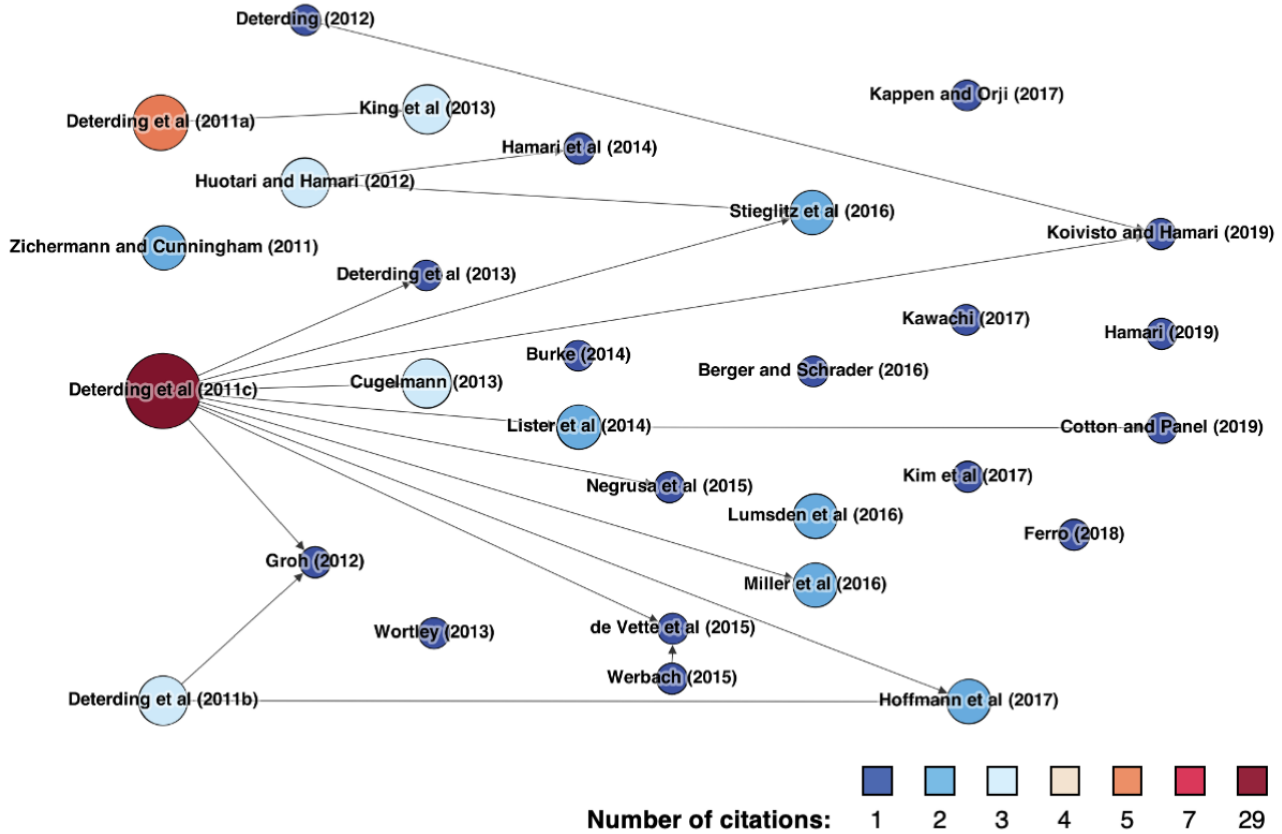 Deterding (2012)
Kappen and Orji (2017)
King et al (2013)
Deterding et al (2011a)
Hamari et al (2014)
Huotari and Hamari (2012)
Stieglitz et al (2016)
Koivisto and Hamari (2019)
Zichermann and Cunningham (2011)
Deterding et al (2013)
Kawachi (2017)
Hamari (2019)
Burke (2014)
Berger and Schrader (2016)
Cugelmann (2013)
Deterding et al (2011c)
Lister et al (2014)
Cotton and Panel (2019)
Kim et al (2017)
Negrusa et al (2015)
Lumsden et al (2016)
Ferro (2018)
Groh (2012)
Miller et al (2016)
de Vette et al (2015)
Wortley (2013)
Werbach (2015)
Deterding et al (2011b)
Hoffmann et al (2017)
Number of citations: 1 2 3 4 5 7 29